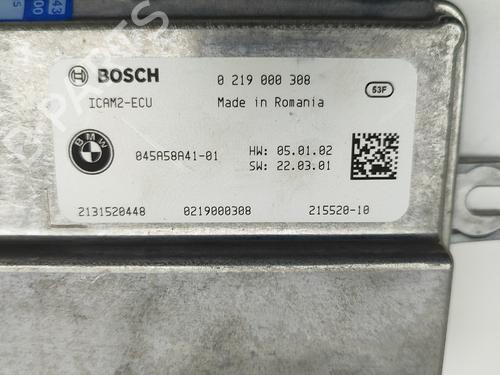 BOSCH
0 219 000 308
53F
ICAM2-ECU
Made in Romania
BMW
045A58A41-01
HW: 05.01.02
SW: 22.03.01
2131520448
0219000308
215520-10